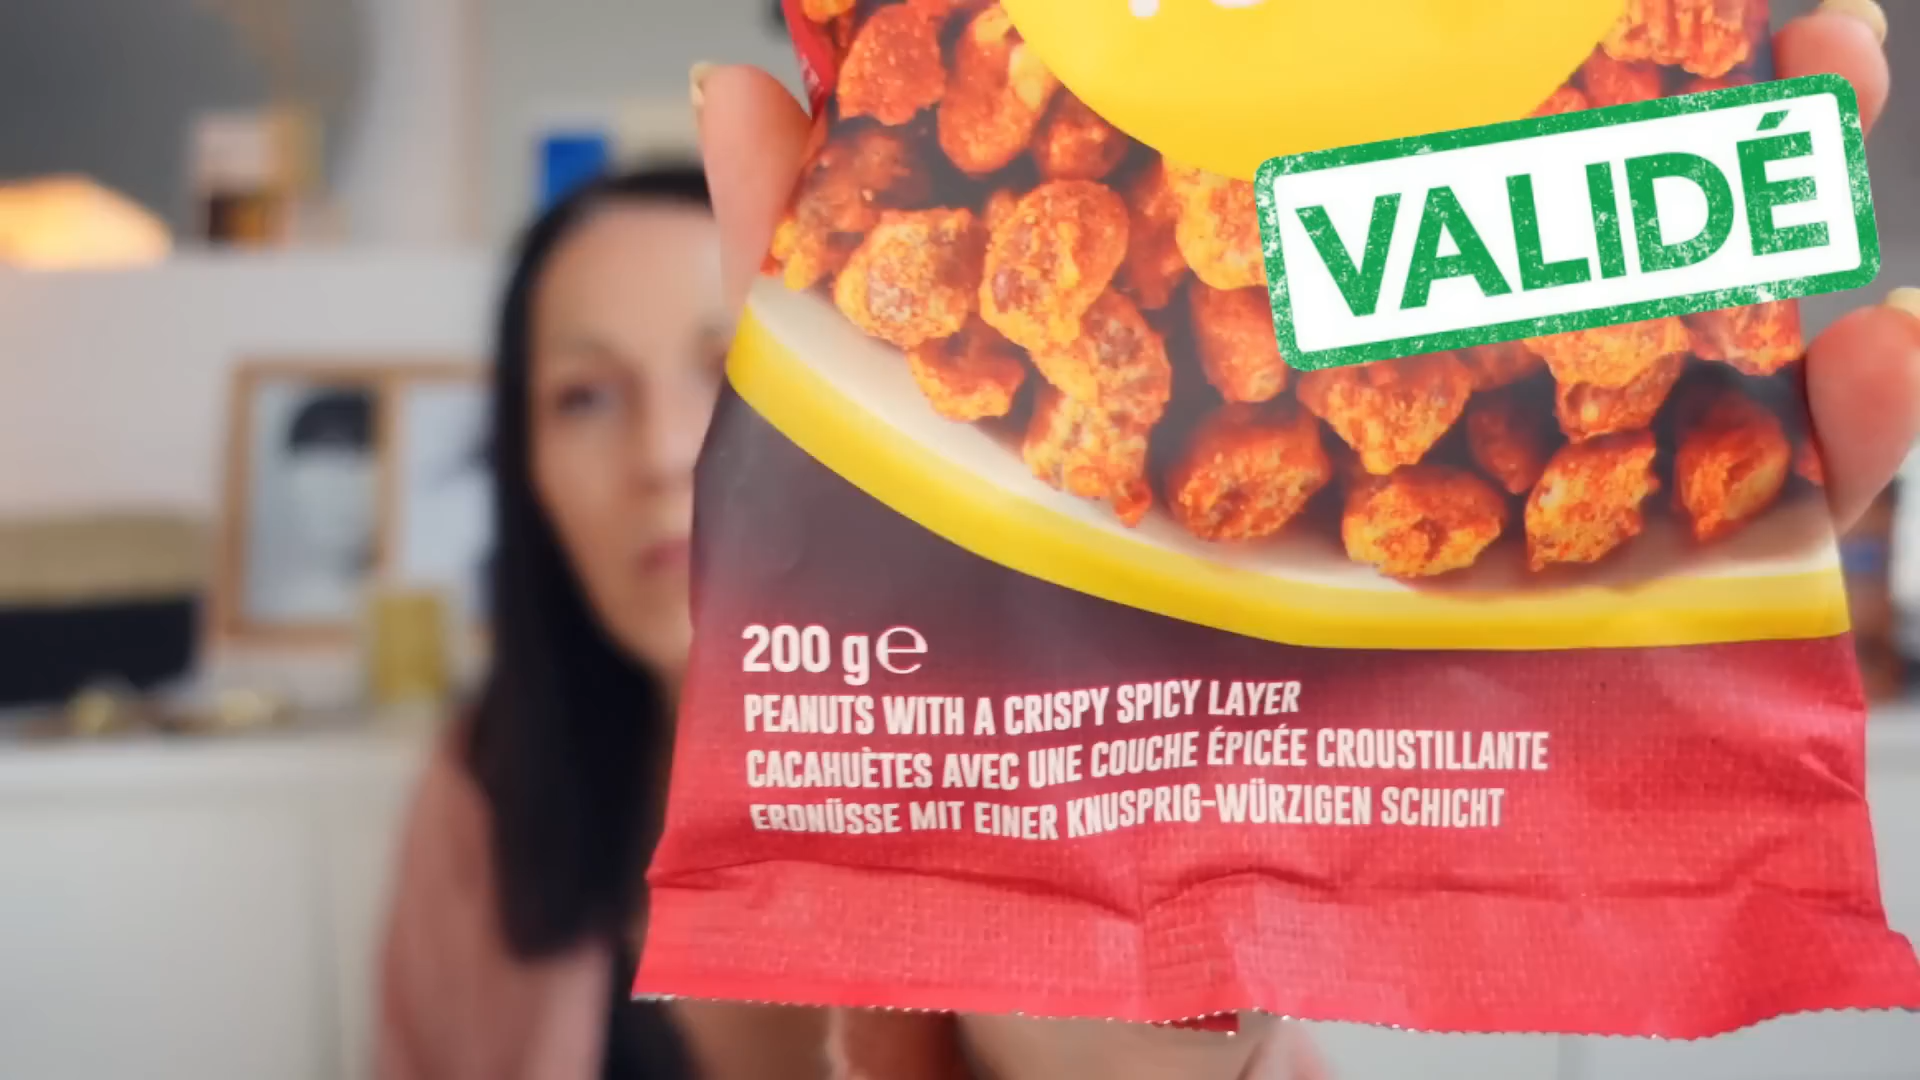 VALIDÉ
200 g ℮
PEANUTS WITH A CRISPY SPICY LAYER
CACAHUÈTES AVEC UNE COUCHE ÉPICÉE CROUSTILLANTE
ERDNÜSSE MIT EINER KNUSPRIG-WÜRZIGEN SCHICHT